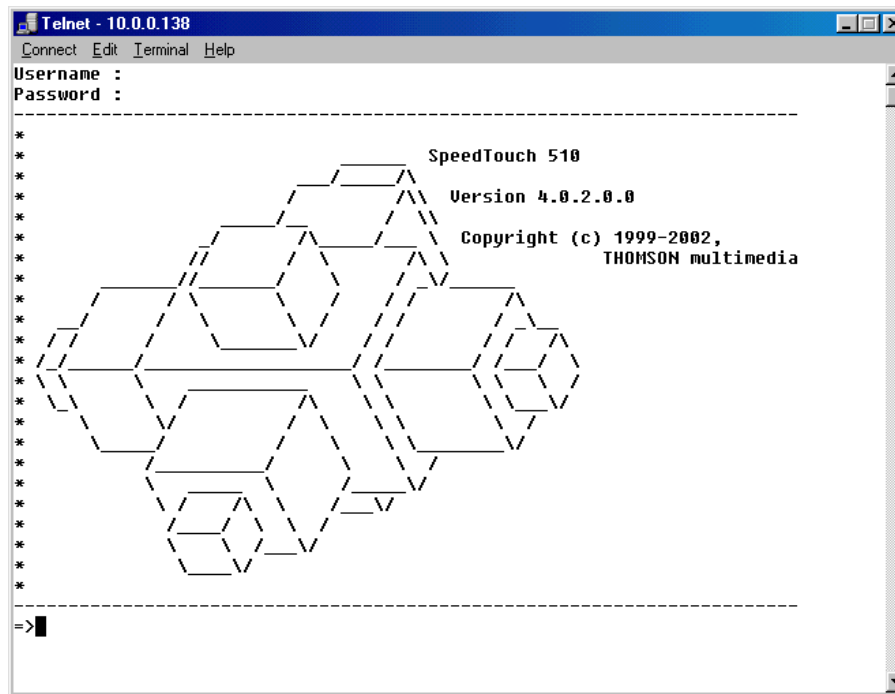 Telnet - 10.0.0.138
Connect Edit Terminal Help
Username :
Password :
SpeedTouch 510
Version 4.0.2.0.0
Copyright (c) 1999-2002,
THOMSON multimedia
=>